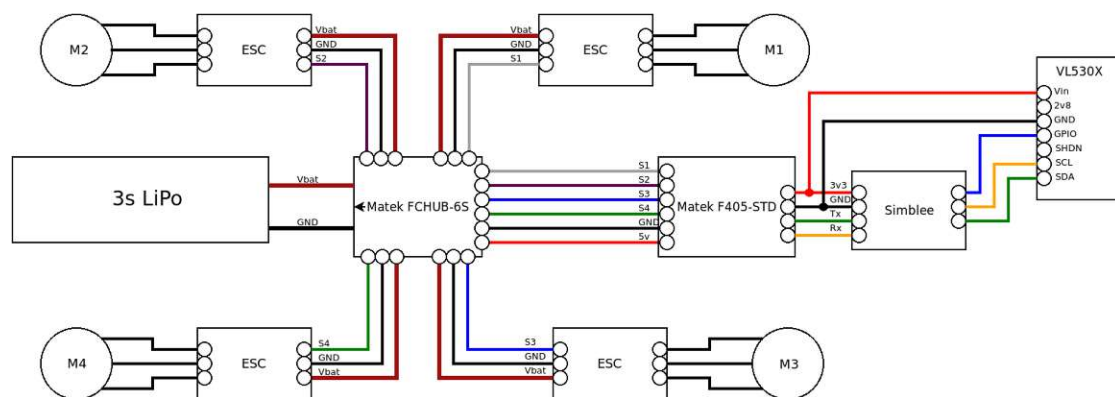 M2
ESC
Vbat
GND
S2
Vbat
GND
S1
ESC
M1
VL530X
Vin
2v8
GND
GPIO
SHDN
SCL
SDA
3s LiPo
Vbat
GND
Matek FCHUB-6S
S1
S2
S3
S4
GND
5v
Matek F405-STD
3v3
GND
Tx
Rx
Simblee
M4
ESC
S4
GND
Vbat
S3
GND
Vbat
ESC
M3